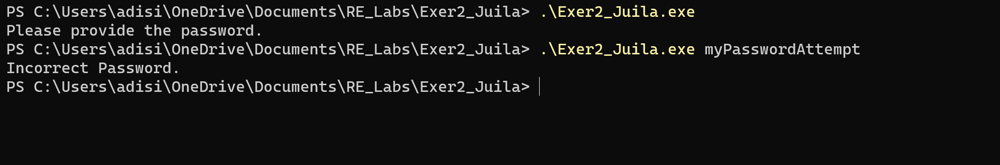 PS C:\Users\adisi\OneDrive\Documents\RE_Labs\Exer2_Juila> .\Exer2_Juila.exe
Please provide the password.
PS C:\Users\adisi\OneDrive\Documents\RE_Labs\Exer2_Juila> .\Exer2_Juila.exe myPasswordAttempt
Incorrect Password.
PS C:\Users\adisi\OneDrive\Documents\RE_Labs\Exer2_Juila>